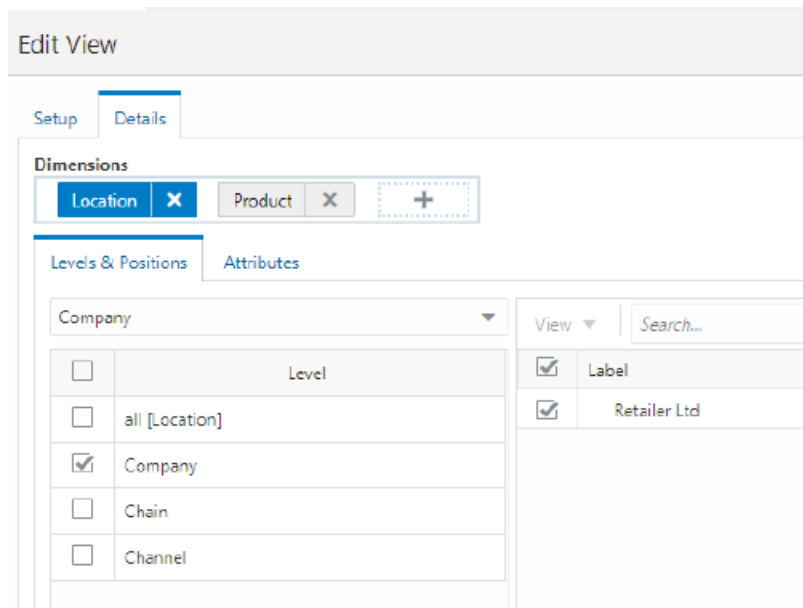 Edit View
Setup Details
Dimensions
Location Product
Levels & Positions Attributes
Company
View Search...
Level
Label
all [Location]
Retailer Ltd
Company
Chain
Channel